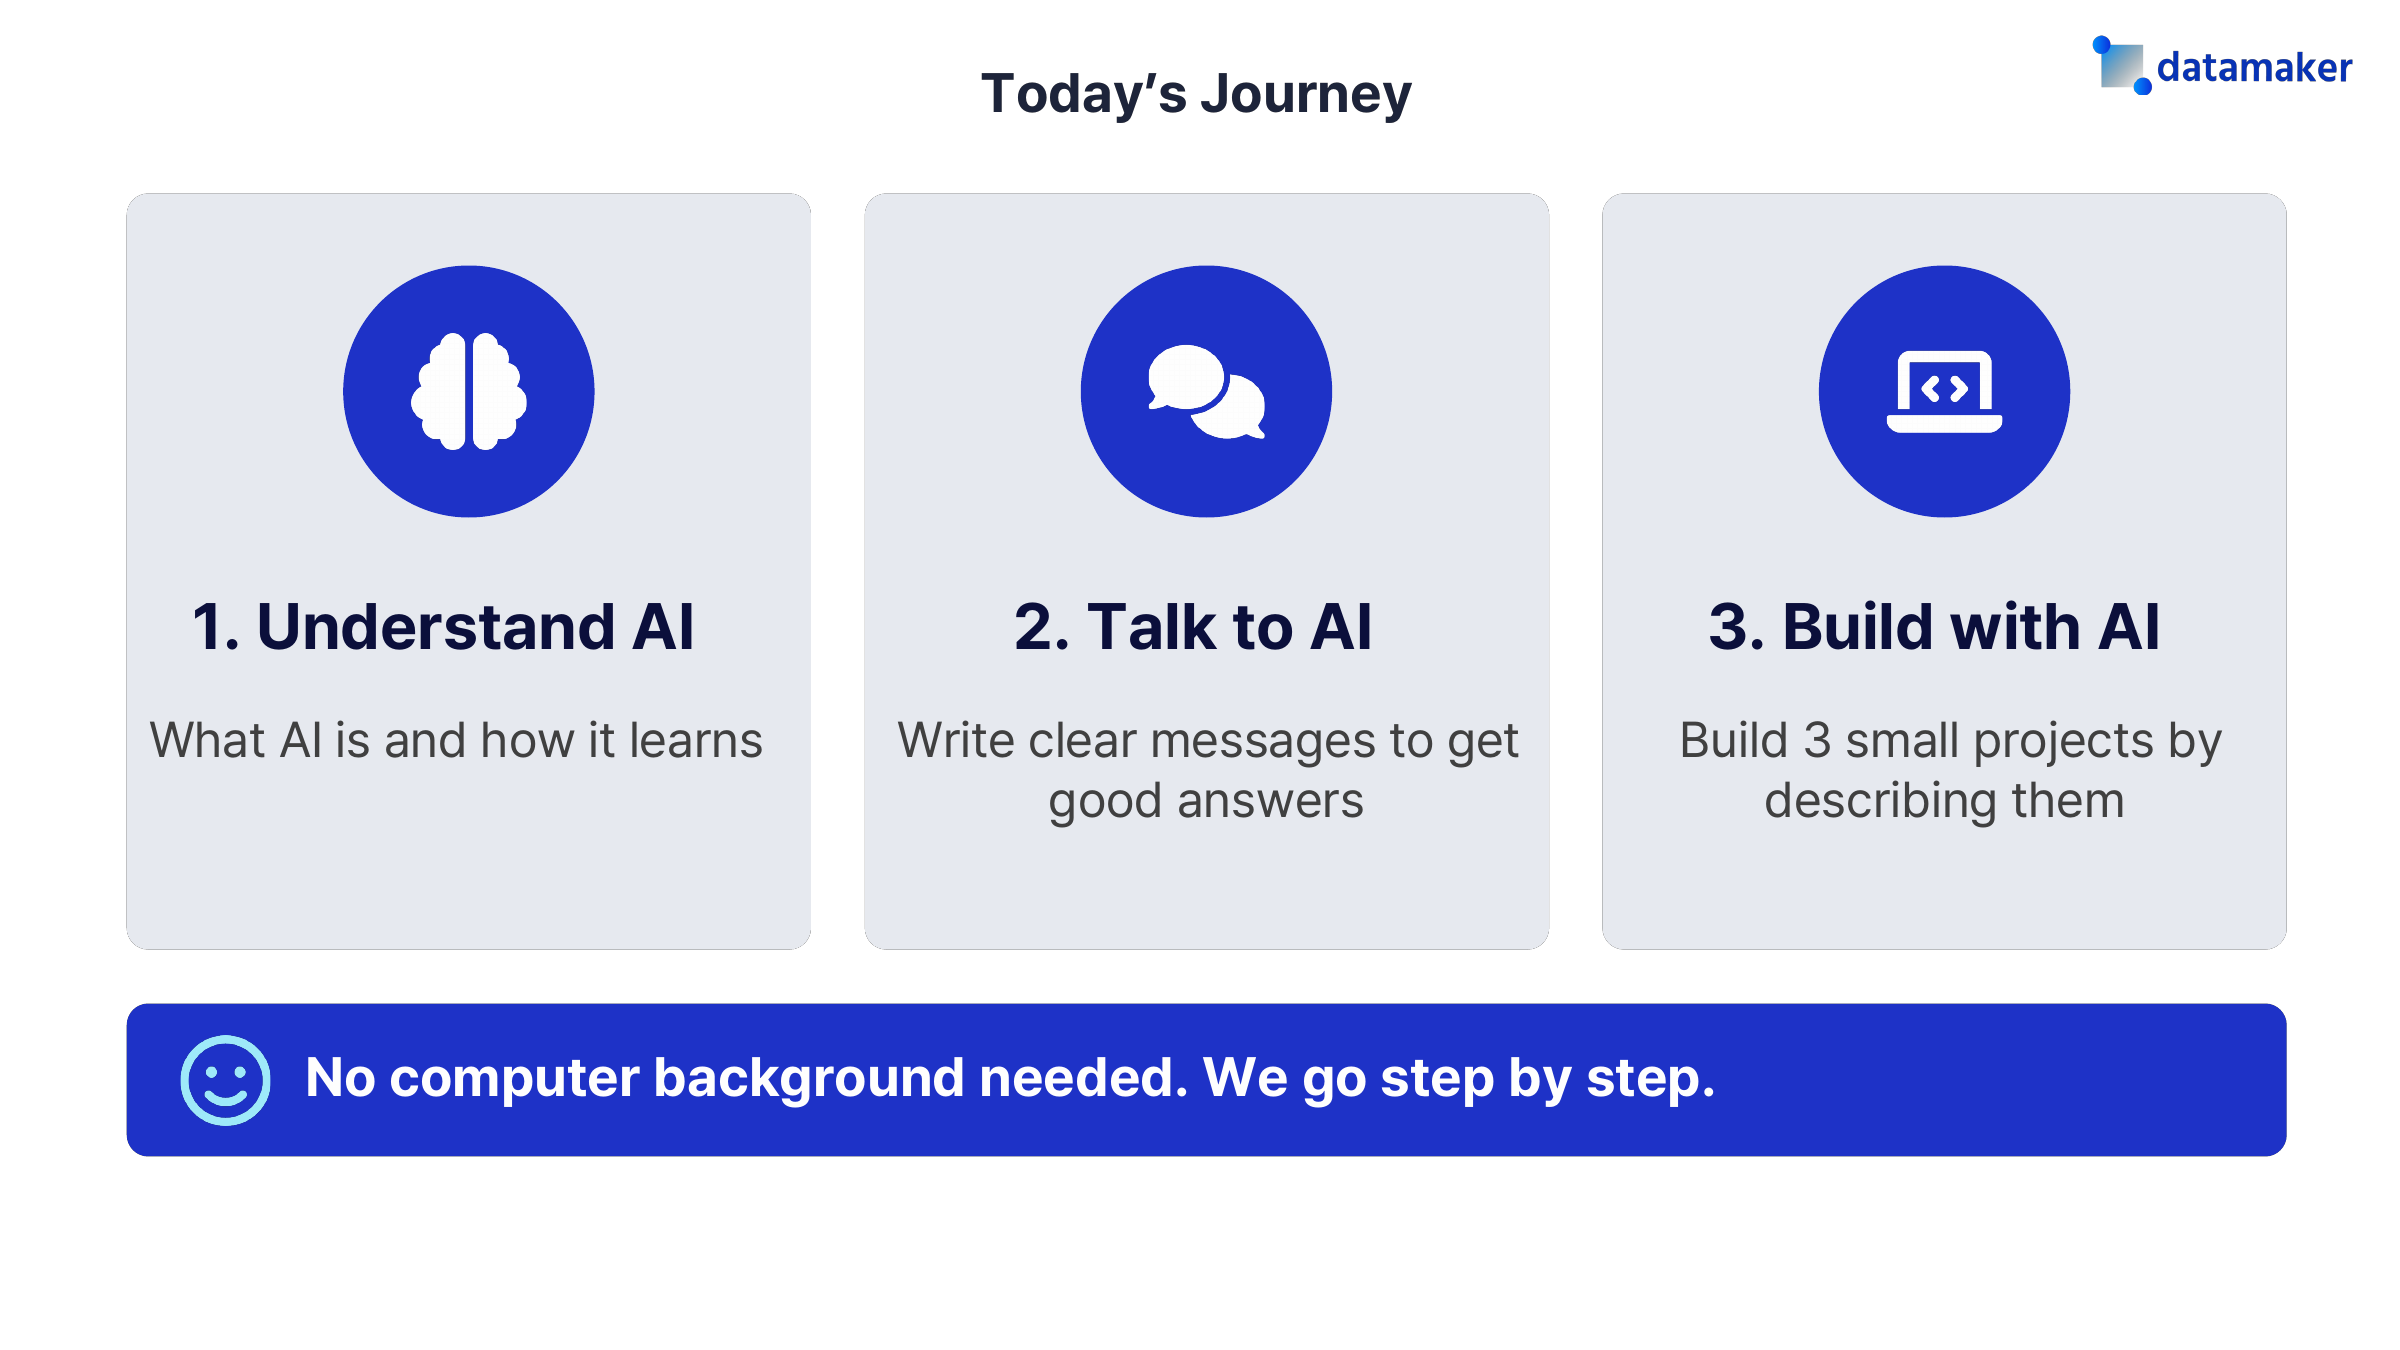 Today’s Journey
datamaker
1. Understand AI
What AI is and how it learns
2. Talk to AI
Write clear messages to get
good answers
3. Build with AI
Build 3 small projects by
describing them
No computer background needed. We go step by step.